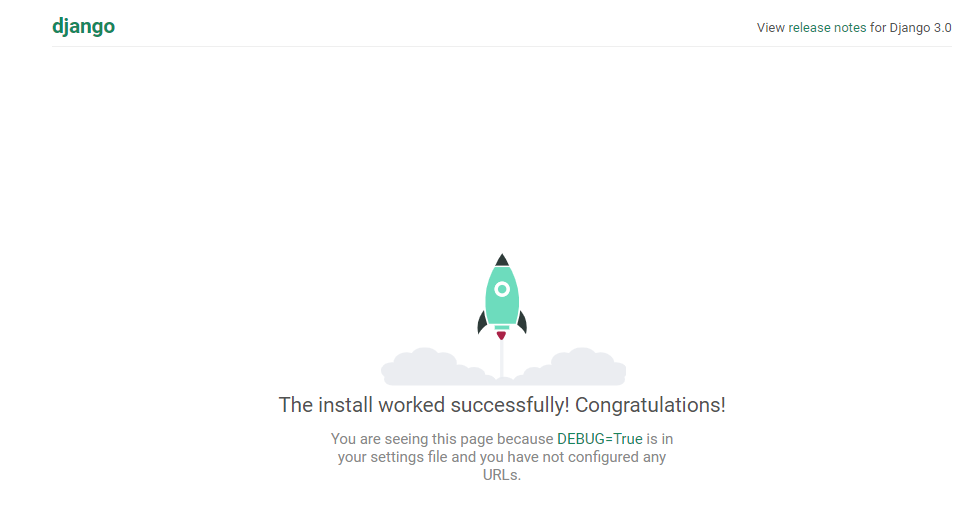 django
View release notes for Django 3.0
The install worked successfully! Congratulations!
You are seeing this page because DEBUG=True is in
your settings file and you have not configured any
URLs.